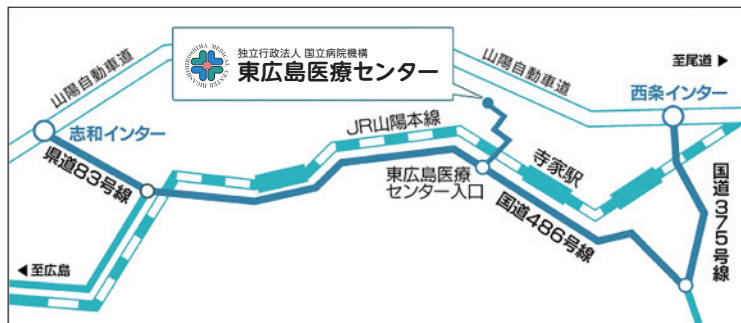 独立行政法人 国立病院機構
東広島医療センター
HIGASHIHIROSHIMA MEDICAL CENTER
山陽自動車道
山陽自動車道
至尾道 ▶
西条インター
志和インター
JR山陽本線
県道83号線
東広島医療
センター入口
寺家駅
国道486号線
国道375号線
◀至広島